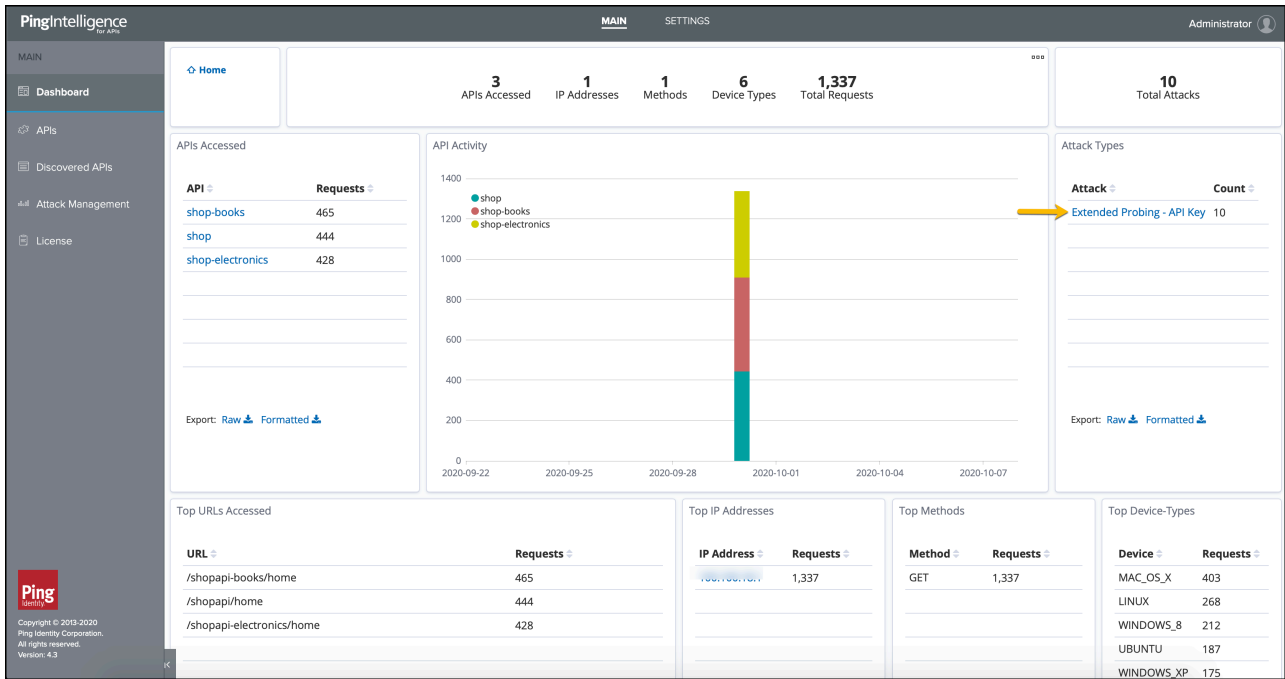 PingIntelligence
for APIs
MAIN SETTINGS
Administrator
MAIN
Dashboard
APIs
Discovered APIs
Attack Management
License
Ping
Identity
Copyright © 2013-2020
Ping Identity Corporation.
All rights reserved.
Version: 4.3
Home
3 1 1 6 1,337
APIs Accessed IP Addresses Methods Device Types Total Requests
10
Total Attacks
APIs Accessed
API Requests
shop-books 465
shop 444
shop-electronics 428
Export: Raw Formatted
API Activity
1400
1200
1000
800
600
400
200
0
shop
shop-books
shop-electronics
2020-09-22 2020-09-25 2020-09-28 2020-10-01 2020-10-04 2020-10-07
Attack Types
Attack Count
Extended Probing - API Key 10
Export: Raw Formatted
Top URLs Accessed
URL Requests
/shopapi-books/home 465
/shopapi/home 444
/shopapi-electronics/home 428
Top IP Addresses
IP Address Requests
1,337
Top Methods
Method Requests
GET 1,337
Top Device-Types
Device Requests
MAC_OS_X 403
LINUX 268
WINDOWS_8 212
UBUNTU 187
WINDOWS_XP 175